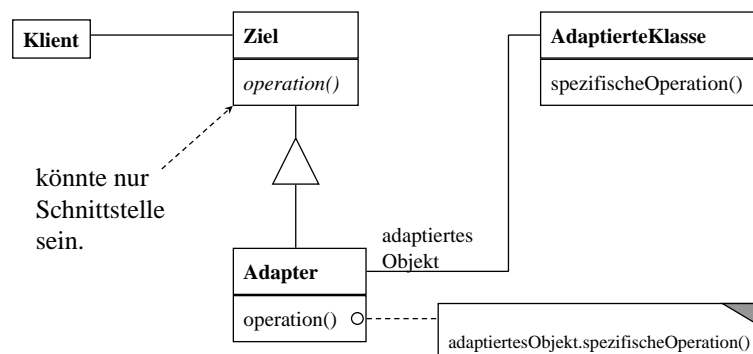 Klient
Ziel
operation()
AdaptierteKlasse
spezifischeOperation()
könnte nur
Schnittstelle
sein.
adaptiertes
Objekt
Adapter
operation()
adaptiertesObjekt.spezifischeOperation()